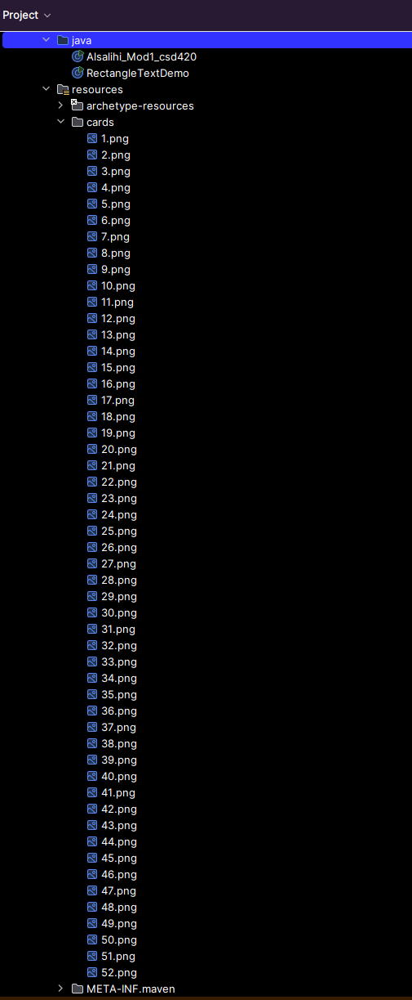 Project
java
Alsalihi_Mod1_csd420
RectangleTextDemo
resources
archetype-resources
cards
1.png
2.png
3.png
4.png
5.png
6.png
7.png
8.png
9.png
10.png
11.png
12.png
13.png
14.png
15.png
16.png
17.png
18.png
19.png
20.png
21.png
22.png
23.png
24.png
25.png
26.png
27.png
28.png
29.png
30.png
31.png
32.png
33.png
34.png
35.png
36.png
37.png
38.png
39.png
40.png
41.png
42.png
43.png
44.png
45.png
46.png
47.png
48.png
49.png
50.png
51.png
52.png
META-INF.maven